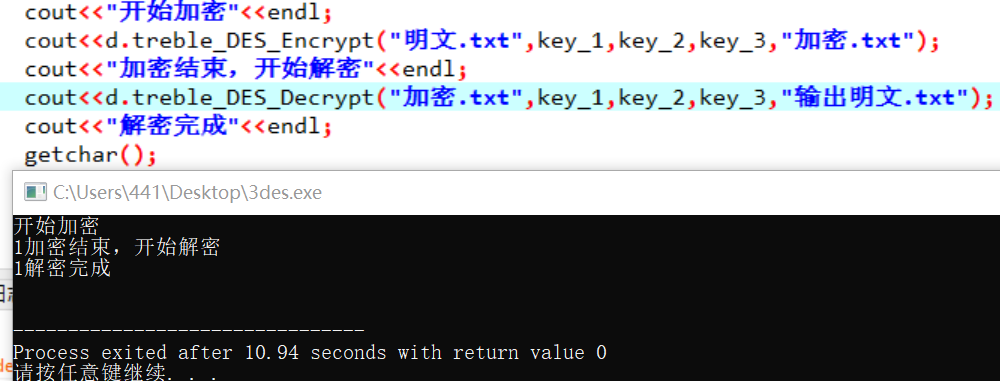 cout<<"开始加密"<<endl;
cout<<d.treble_DES_Encrypt("明文.txt",key_1,key_2,key_3,"加密.txt");
cout<<"加密结束，开始解密"<<endl;
cout<<d.treble_DES_Decrypt("加密.txt",key_1,key_2,key_3,"输出明文.txt");
cout<<"解密完成"<<endl;
getchar();
C:\Users\441\Desktop\3des.exe
开始加密
1加密结束，开始解密
1解密完成
--------------------------------
Process exited after 10.94 seconds with return value 0
请按任意键继续. . .